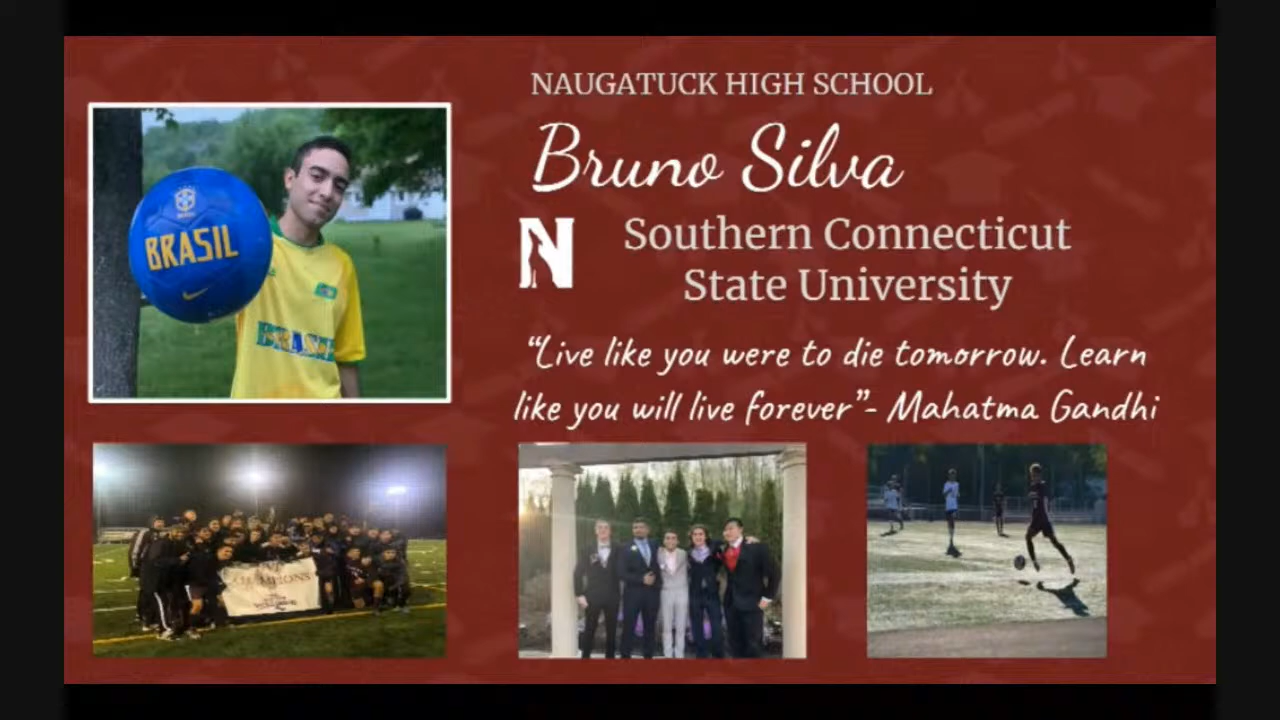 NAUGATUCK HIGH SCHOOL
Bruno Silva
N
Southern Connecticut
State University
“Live like you were to die tomorrow. Learn
like you will live forever”- Mahatma Gandhi
BRASIL
BRASIL
CHAMPIONS